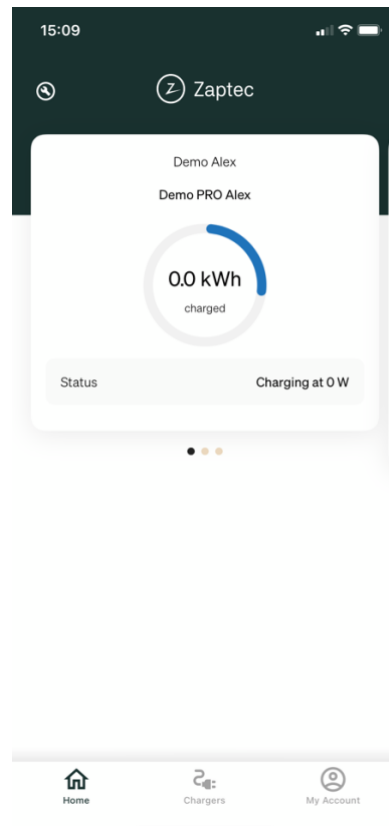 15:09
Zaptec
Demo Alex
Demo PRO Alex
0.0 kWh
charged
Status Charging at 0 W
Home Chargers My Account